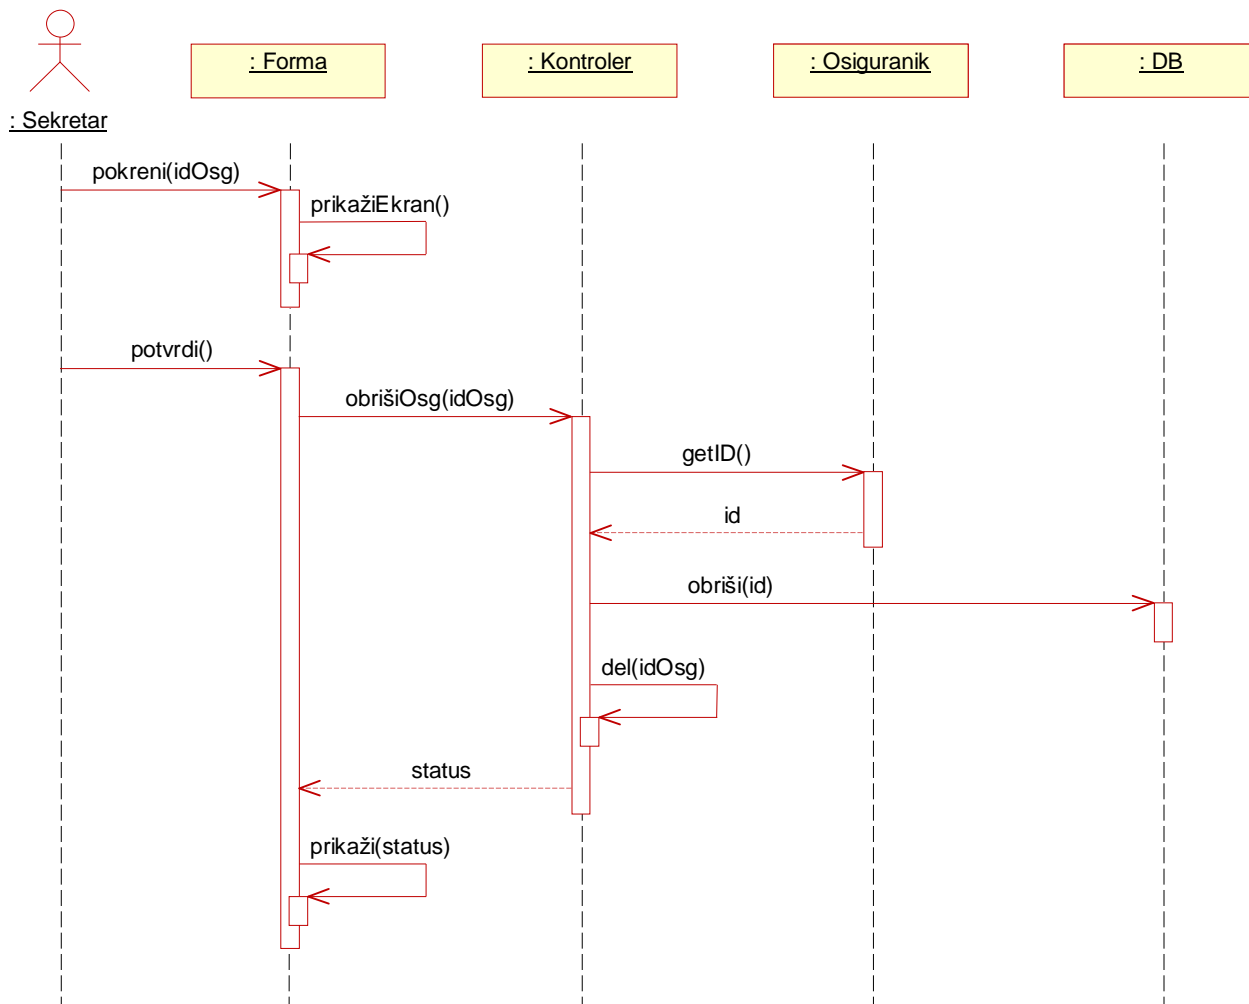 : Forma
: Kontroler
: Osiguranik
: DB
: Sekretar
pokreni(idOsg)
prikažiEkran()
potvrdi()
obrišiOsg(idOsg)
getID()
id
obriši(id)
del(idOsg)
status
prikaži(status)